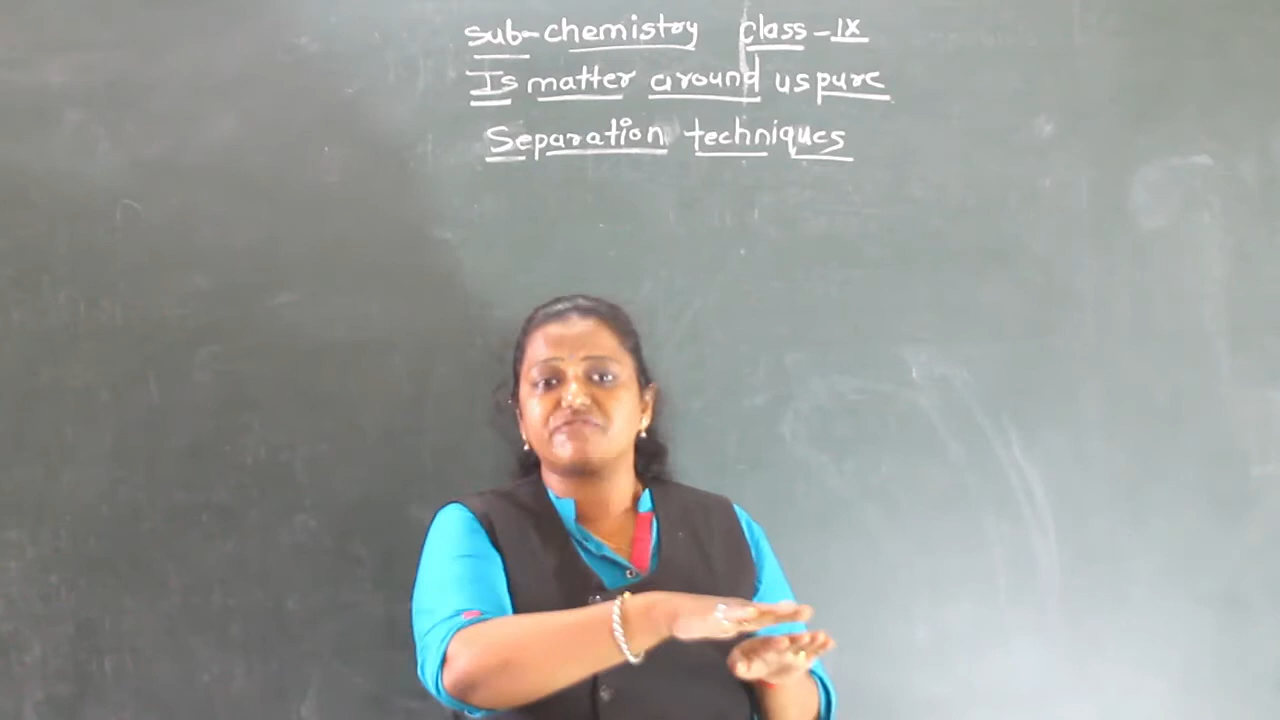 Sub-chemistry class-IX
Is matter around us pure
Separation techniques